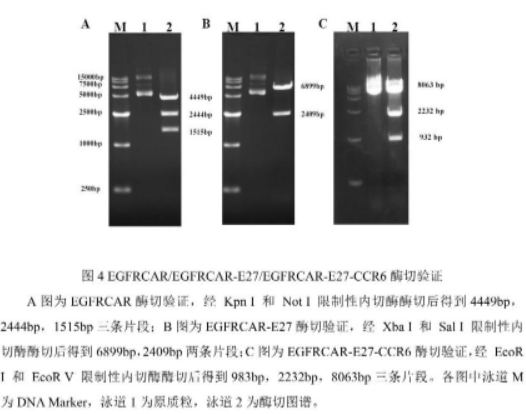 A M 1 2 B M 1 2 C M 1 2
15000bp
7500bp
5000bp
2500bp
1000bp
250bp
4449bp
2444bp
1515bp
6899bp
2409bp
8063 bp
2232 bp
932 bp
图 4 EGFRCAR/EGFRCAR-E27/EGFRCAR-E27-CCR6 酶切验证
A 图为 EGFRCAR 酶切验证，经 Kpn I 和 Not I 限制性内切酶酶切后得到 4449bp，
2444bp，1515bp 三条片段；B 图为 EGFRCAR-E27 酶切验证，经 Xba I 和 Sal I 限制性内
切酶酶切后得到 6899bp，2409bp 两条片段；C 图为 EGFRCAR-E27-CCR6 酶切验证，经 EcoR
I 和 EcoR V 限制性内切酶酶切后得到 983bp，2232bp，8063bp 三条片段。各图中泳道 M
为 DNA Marker，泳道 1 为原质粒，泳道 2 为酶切图谱。